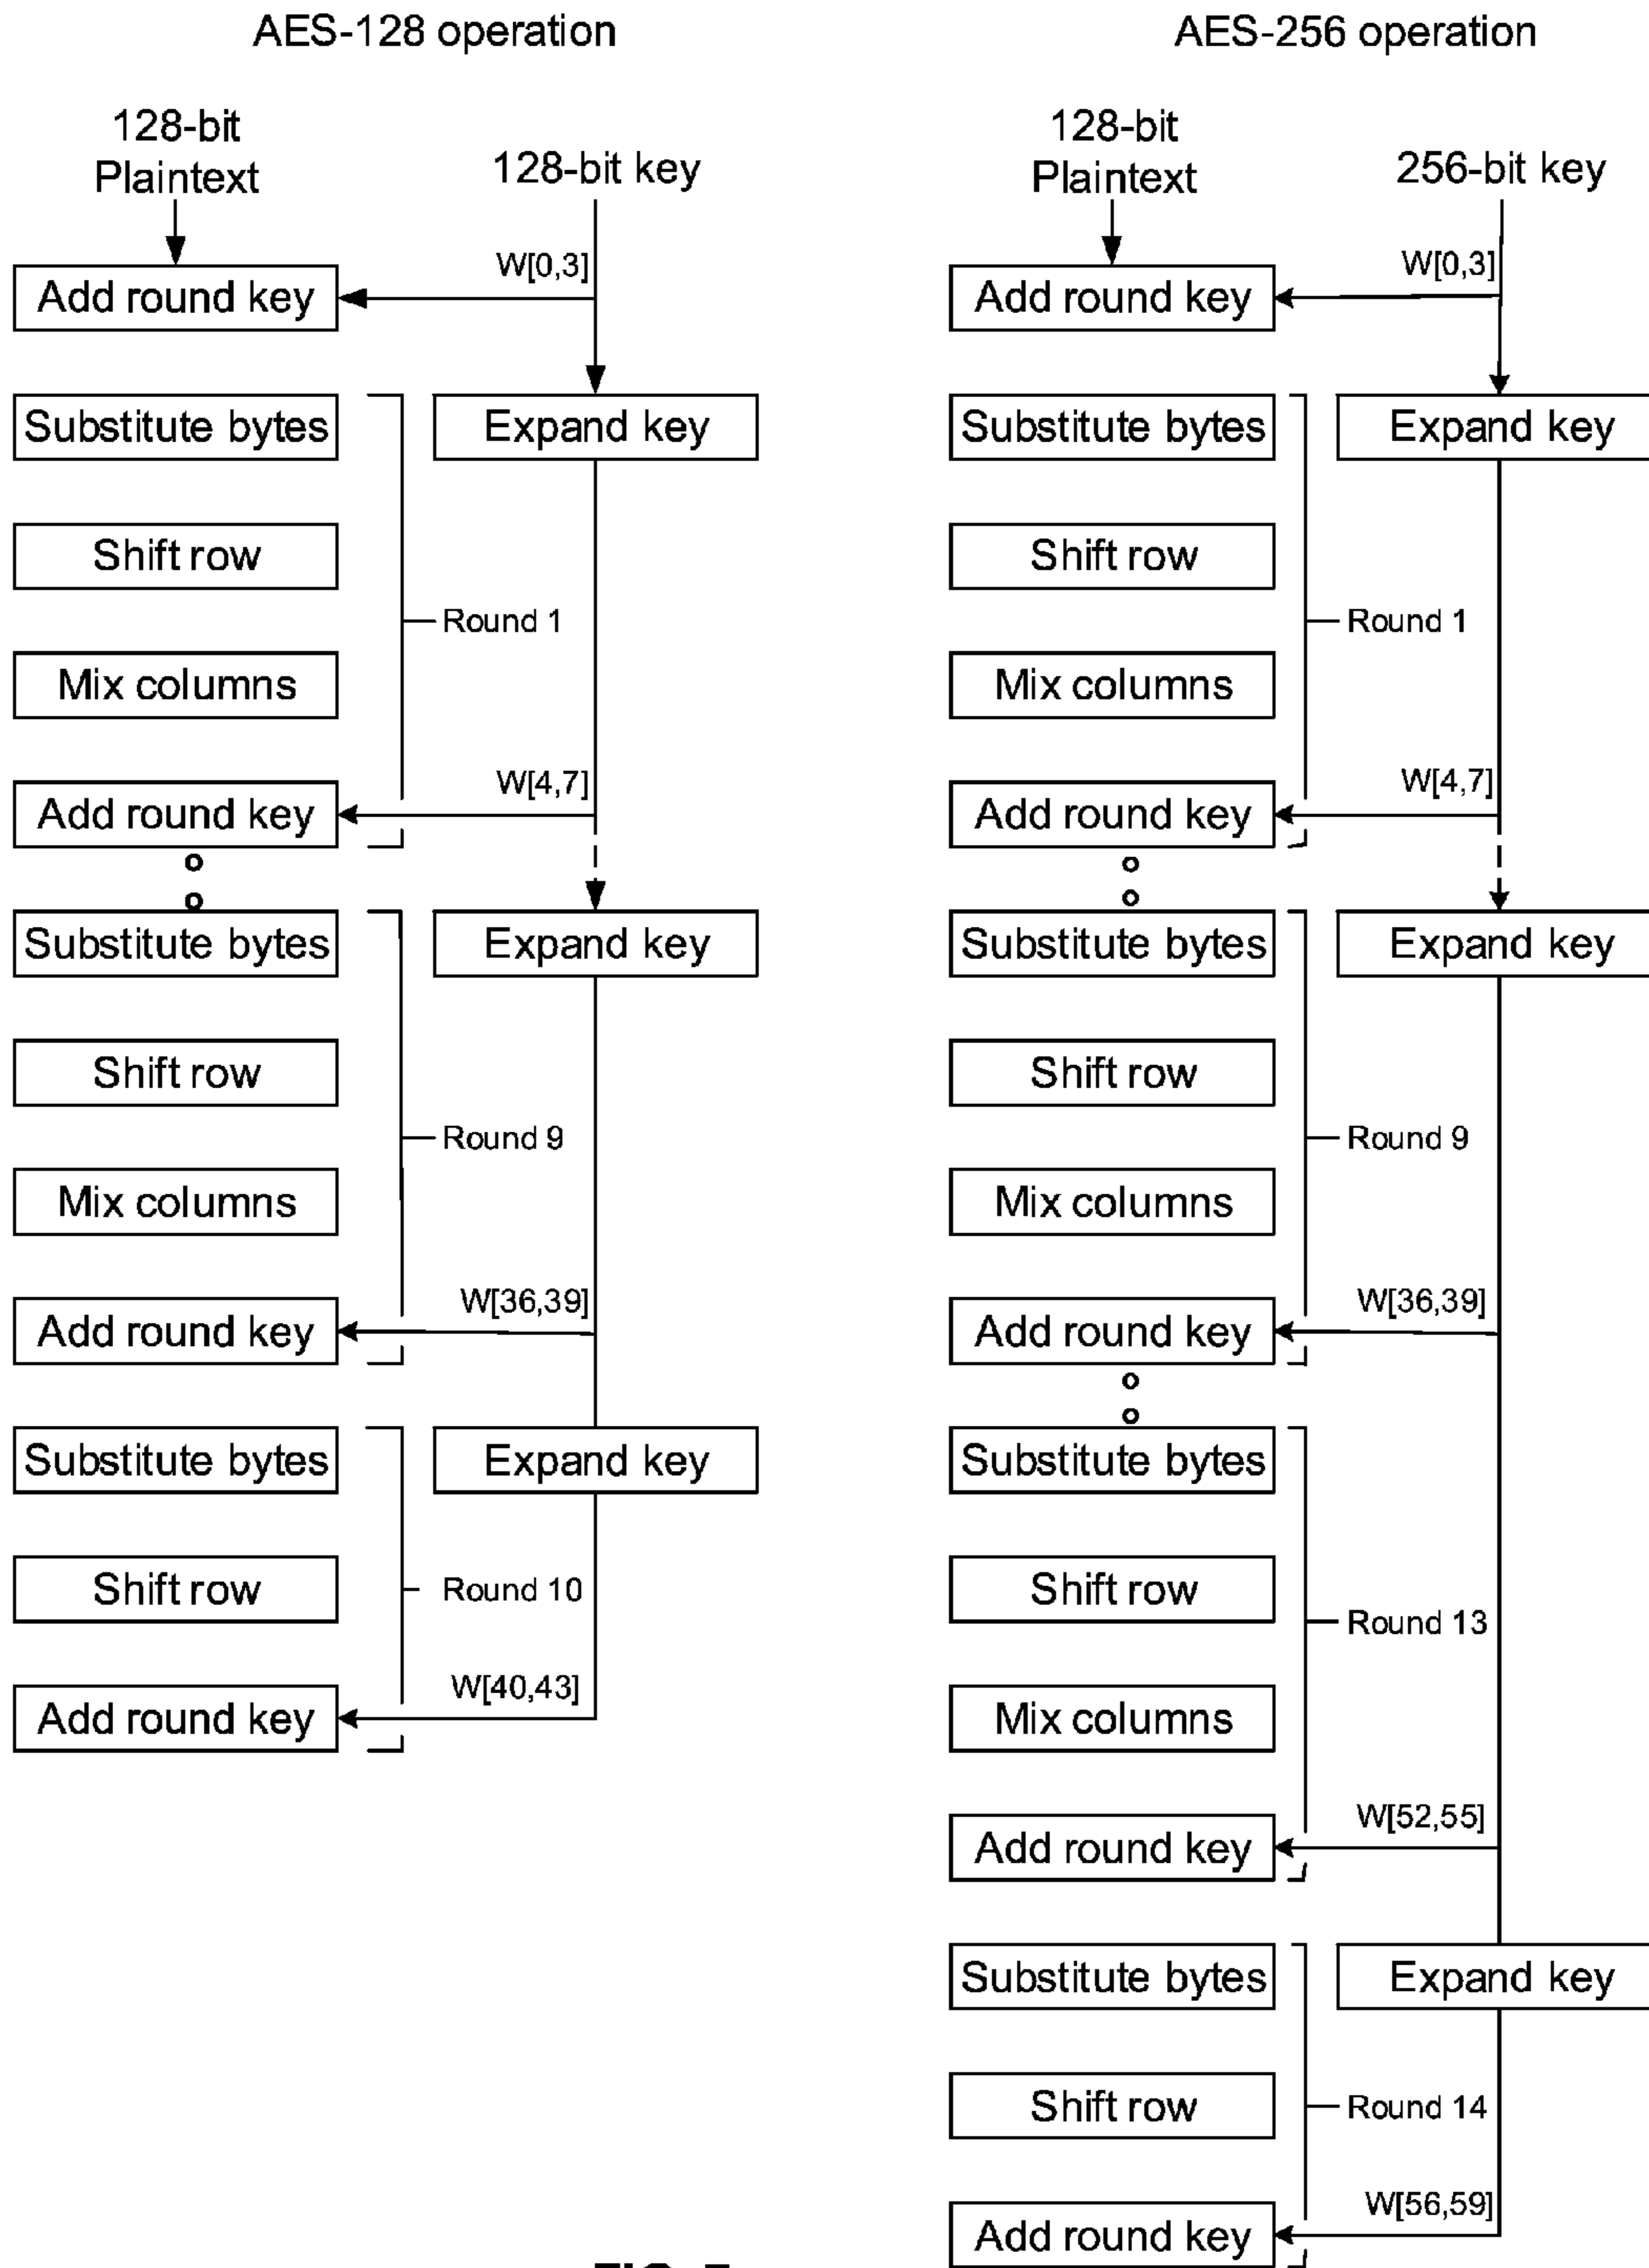 AES-128 operation
128-bit
Plaintext
128-bit key
W[0,3]
Add round key
Substitute bytes
Expand key
Shift row
Round 1
Mix columns
W[4,7]
Add round key
Substitute bytes
Expand key
Shift row
Round 9
Mix columns
W[36,39]
Add round key
Substitute bytes
Expand key
Shift row
Round 10
W[40,43]
Add round key
AES-256 operation
128-bit
Plaintext
256-bit key
W[0,3]
Add round key
Substitute bytes
Expand key
Shift row
Round 1
Mix columns
W[4,7]
Add round key
Substitute bytes
Expand key
Shift row
Round 9
Mix columns
W[36,39]
Add round key
Substitute bytes
Shift row
Round 13
Mix columns
W[52,55]
Add round key
Substitute bytes
Expand key
Shift row
Round 14
W[56,59]
Add round key